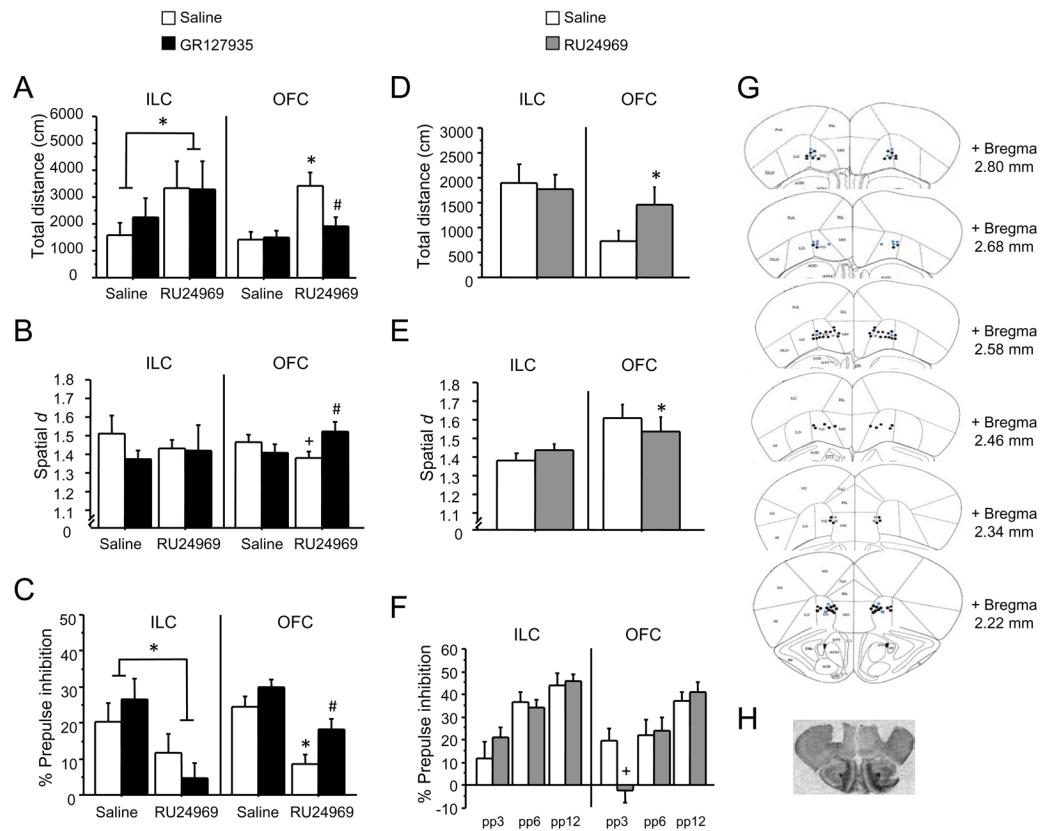 Saline
GR127935
Saline
RU24969
A
ILC
OFC
Total distance (cm)
6000
5000
4000
3000
2000
1000
0
*
*
#
Saline
RU24969
Saline
RU24969
B
ILC
OFC
Spatial d
1.8
1.7
1.6
1.5
1.4
1.3
1.2
1.1
0
+
#
Saline
RU24969
Saline
RU24969
C
ILC
OFC
% Prepulse inhibition
50
40
30
20
10
0
*
*
#
Saline
RU24969
Saline
RU24969
D
ILC
OFC
Total distance (cm)
3000
2500
2000
1500
1000
500
0
*
E
ILC
OFC
Spatial d
1.8
1.7
1.6
1.5
1.4
1.3
1.2
1.1
0
*
F
ILC
OFC
% Prepulse inhibition
60
50
40
30
20
10
0
-10
+
pp3
pp6
pp12
pp3
pp6
pp12
G
+ Bregma
2.80 mm
+ Bregma
2.68 mm
+ Bregma
2.58 mm
+ Bregma
2.46 mm
+ Bregma
2.34 mm
+ Bregma
2.22 mm
H